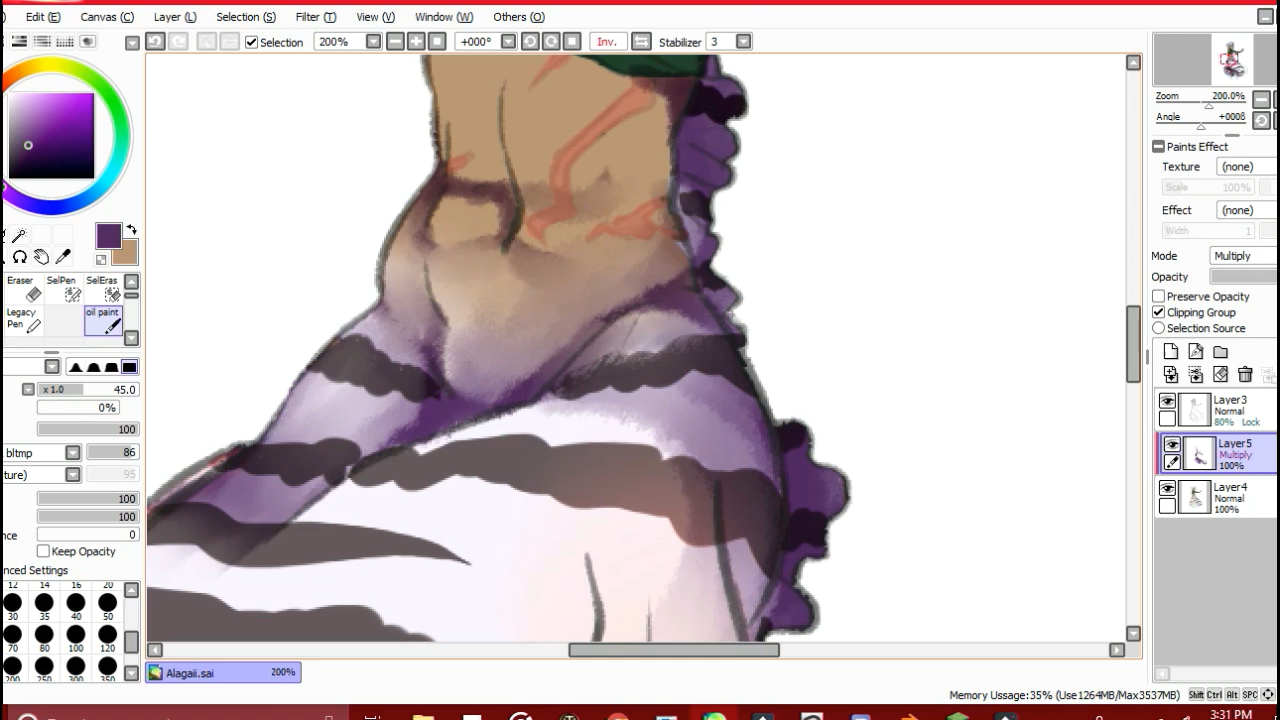 Edit (E) Canvas (C) Layer (L) Selection (S) Filter (T) View (V) Window (W) Others (O)
Selection 200% +000° Inv. Stabilizer 3
Zoom 200.0%
Angle +000ß
Paints Effect
Texture (none)
Scale 100%
Effect (none)
Width 1
Mode Multiply
Opacity
Preserve Opacity
Clipping Group
Selection Source
Eraser SelPen SelEras
Legacy Pen oil paint
x 1.0 45.0
0%
100
bltmp 86
ture) 95
100
100
nce 0
Keep Opacity
nced Settings
12 14 16 20
30 35 40 50
70 80 100 120
200 250 300 350
Layer3
Normal
80% Lock
Layer5
Multiply
100%
Layer4
Normal
100%
Alagaii.sai 200%
Memory Ussage:35% (Use1264MB/Max3537MB) Shift Ctrl Alt SPC
3:31 PM